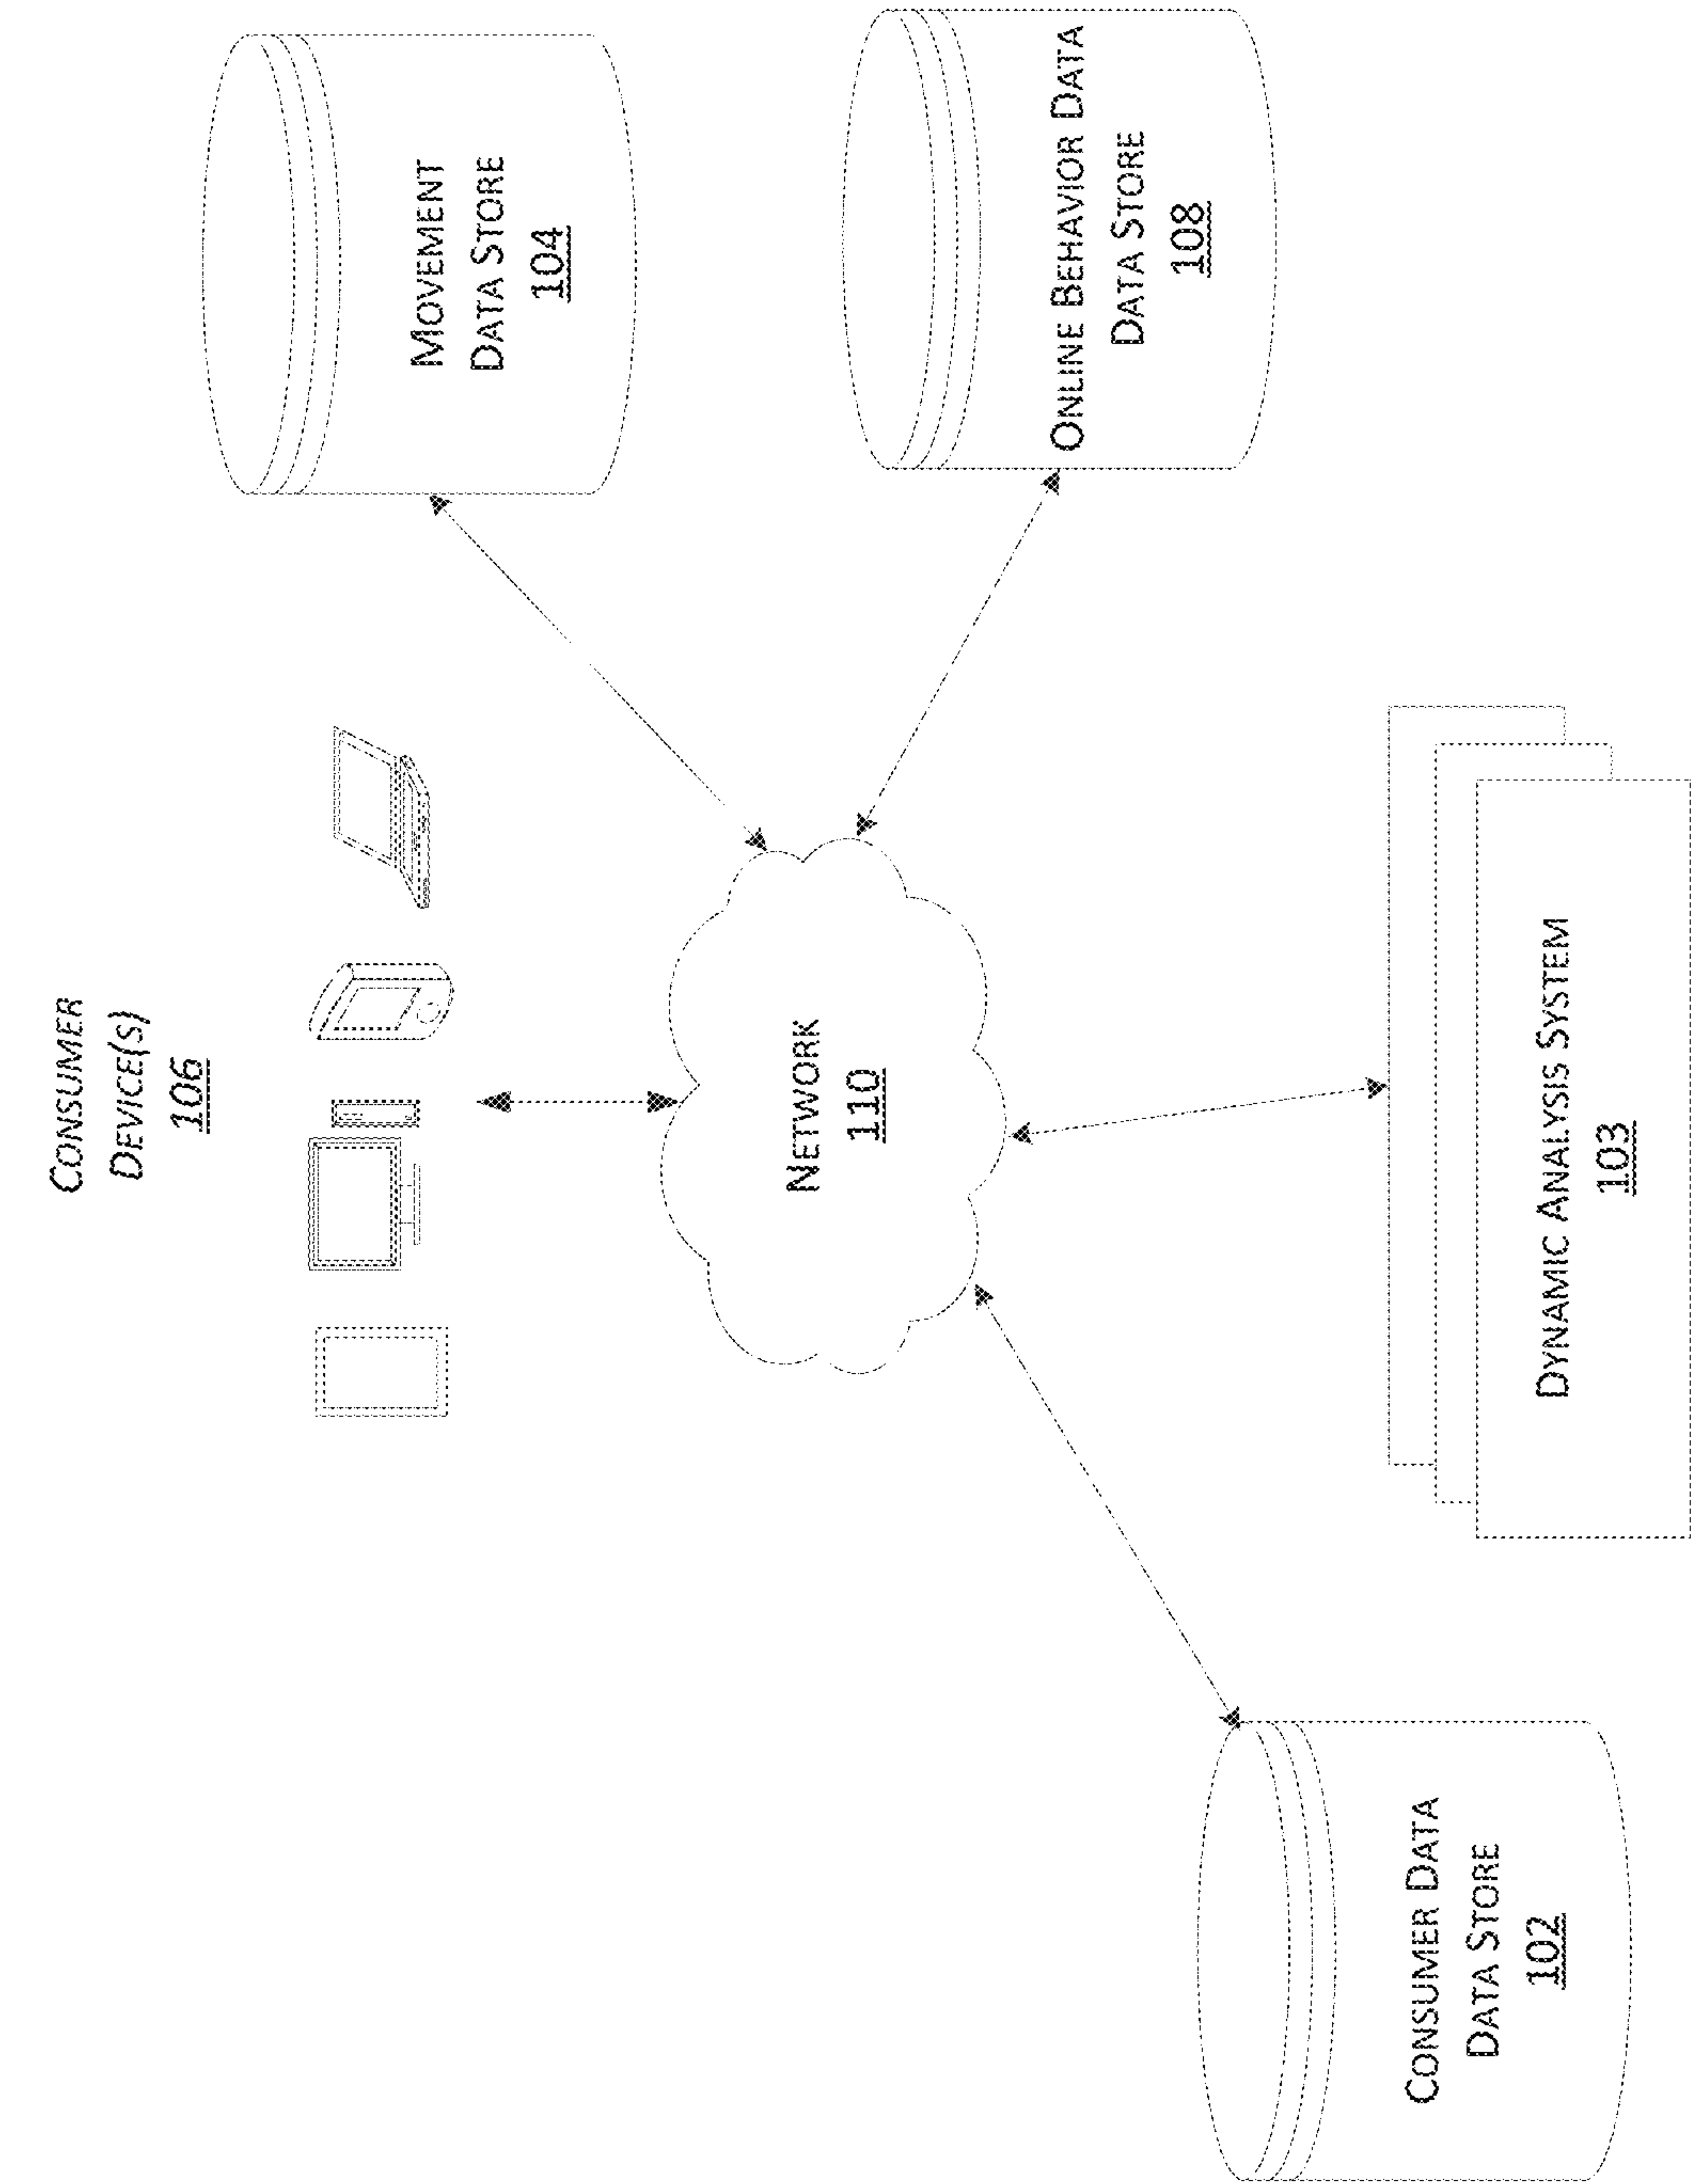 CONSUMER
DEVICE(S)
106
MOVEMENT
DATA STORE
104
NETWORK
110
ONLINE BEHAVIOR DATA
DATA STORE
108
CONSUMER DATA
DATA STORE
102
DYNAMIC ANALYSIS SYSTEM
103